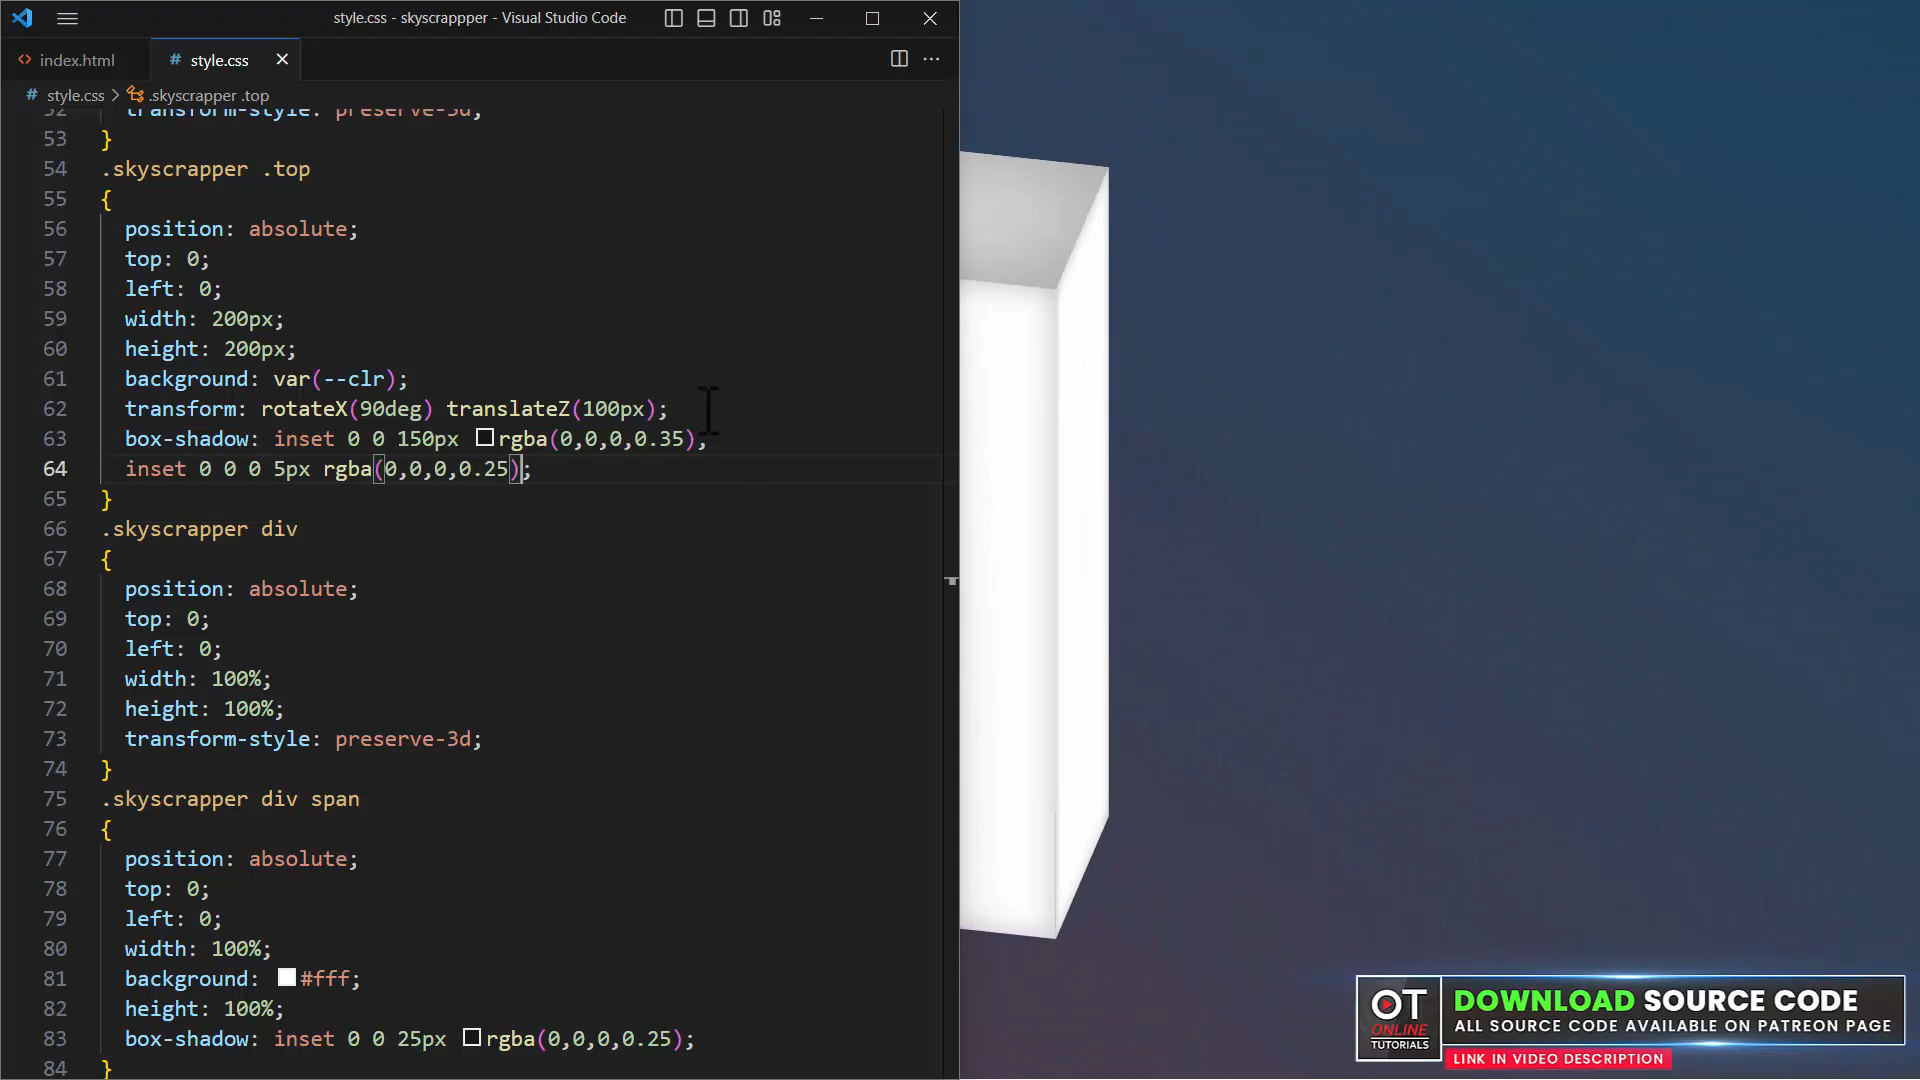 style.css - skyscrappper - Visual Studio Code
index.html
style.css
style.css > .skyscrapper .top
52 transform-style: preserve-3d;
53 }
54 .skyscrapper .top
55 {
56 position: absolute;
57 top: 0;
58 left: 0;
59 width: 200px;
60 height: 200px;
61 background: var(--clr);
62 transform: rotateX(90deg) translateZ(100px);
63 box-shadow: inset 0 0 150px rgba(0,0,0,0.35),
64 inset 0 0 0 5px rgba(0,0,0,0.25);
65 }
66 .skyscrapper div
67 {
68 position: absolute;
69 top: 0;
70 left: 0;
71 width: 100%;
72 height: 100%;
73 transform-style: preserve-3d;
74 }
75 .skyscrapper div span
76 {
77 position: absolute;
78 top: 0;
79 left: 0;
80 width: 100%;
81 background: #fff;
82 height: 100%;
83 box-shadow: inset 0 0 25px rgba(0,0,0,0.25);
84 }
OT
ONLINE
TUTORIALS
DOWNLOAD SOURCE CODE
ALL SOURCE CODE AVAILABLE ON PATREON PAGE
LINK IN VIDEO DESCRIPTION